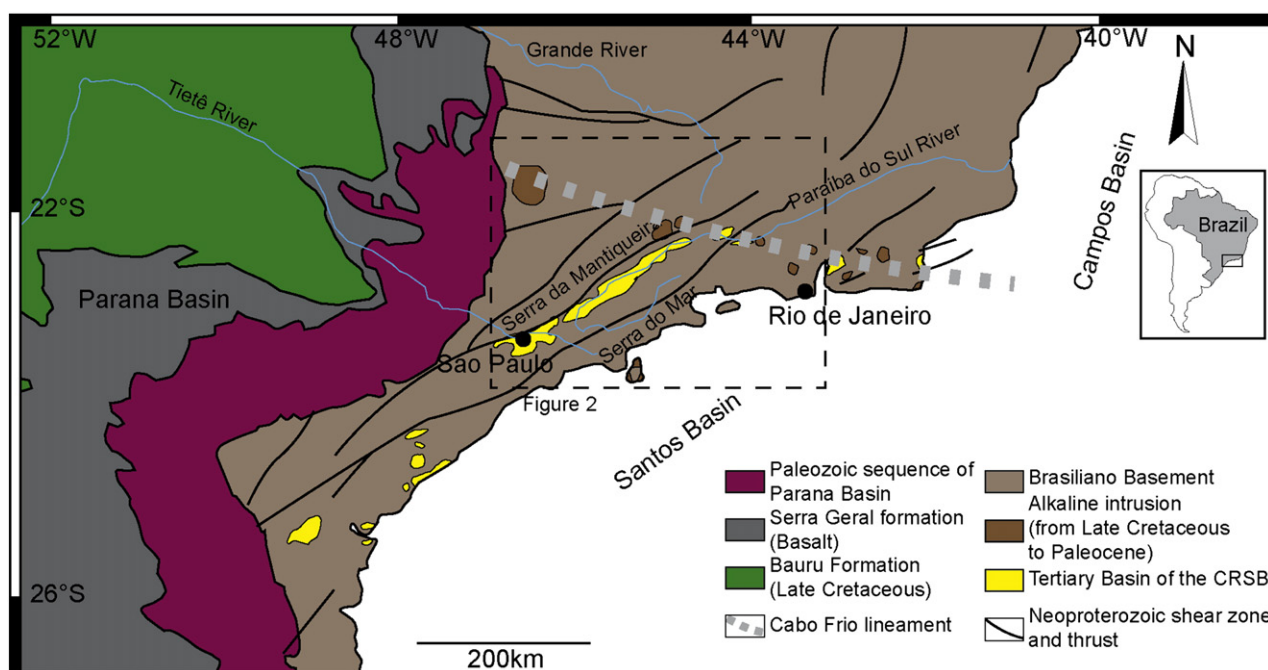 52°W
48°W
44°W
40°W
Grande River
N
Tietê River
Paraiba do Sul River
Campos Basin
22°S
Brazil
Serra da Mantiqueir
Parana Basin
Serra do Mar
Rio de Janeiro
Sao Paulo
Figure 2
Santos Basin
26°S
200km
Paleozoic sequence of
Parana Basin
Serra Geral formation
(Basalt)
Bauru Formation
(Late Cretaceous)
Cabo Frio lineament
Brasiliano Basement
Alkaline intrusion
(from Late Cretaceous
to Paleocene)
Tertiary Basin of the CRSB
Neoproterozoic shear zone
and thrust